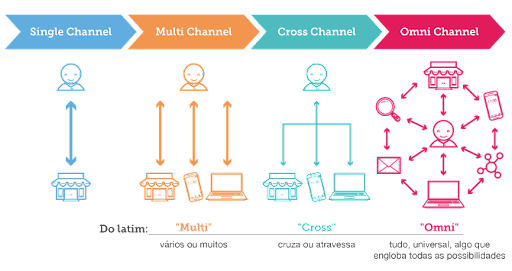 Single Channel
Multi Channel
Cross Channel
Omni Channel
Do latim:
"Multi"
"Cross"
"Omni"
vários ou muitos
cruza ou atravessa
tudo, universal, algo que
engloba todas as possibilidades